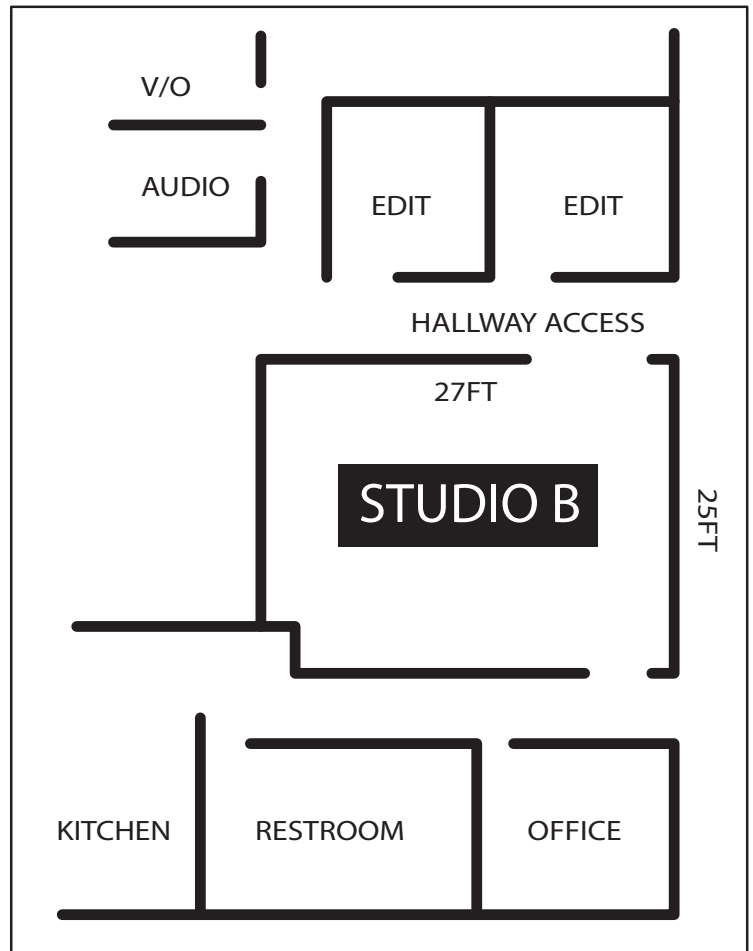 V/O
AUDIO
EDIT
EDIT
HALLWAY ACCESS
27FT
STUDIO B
25FT
KITCHEN
RESTROOM
OFFICE